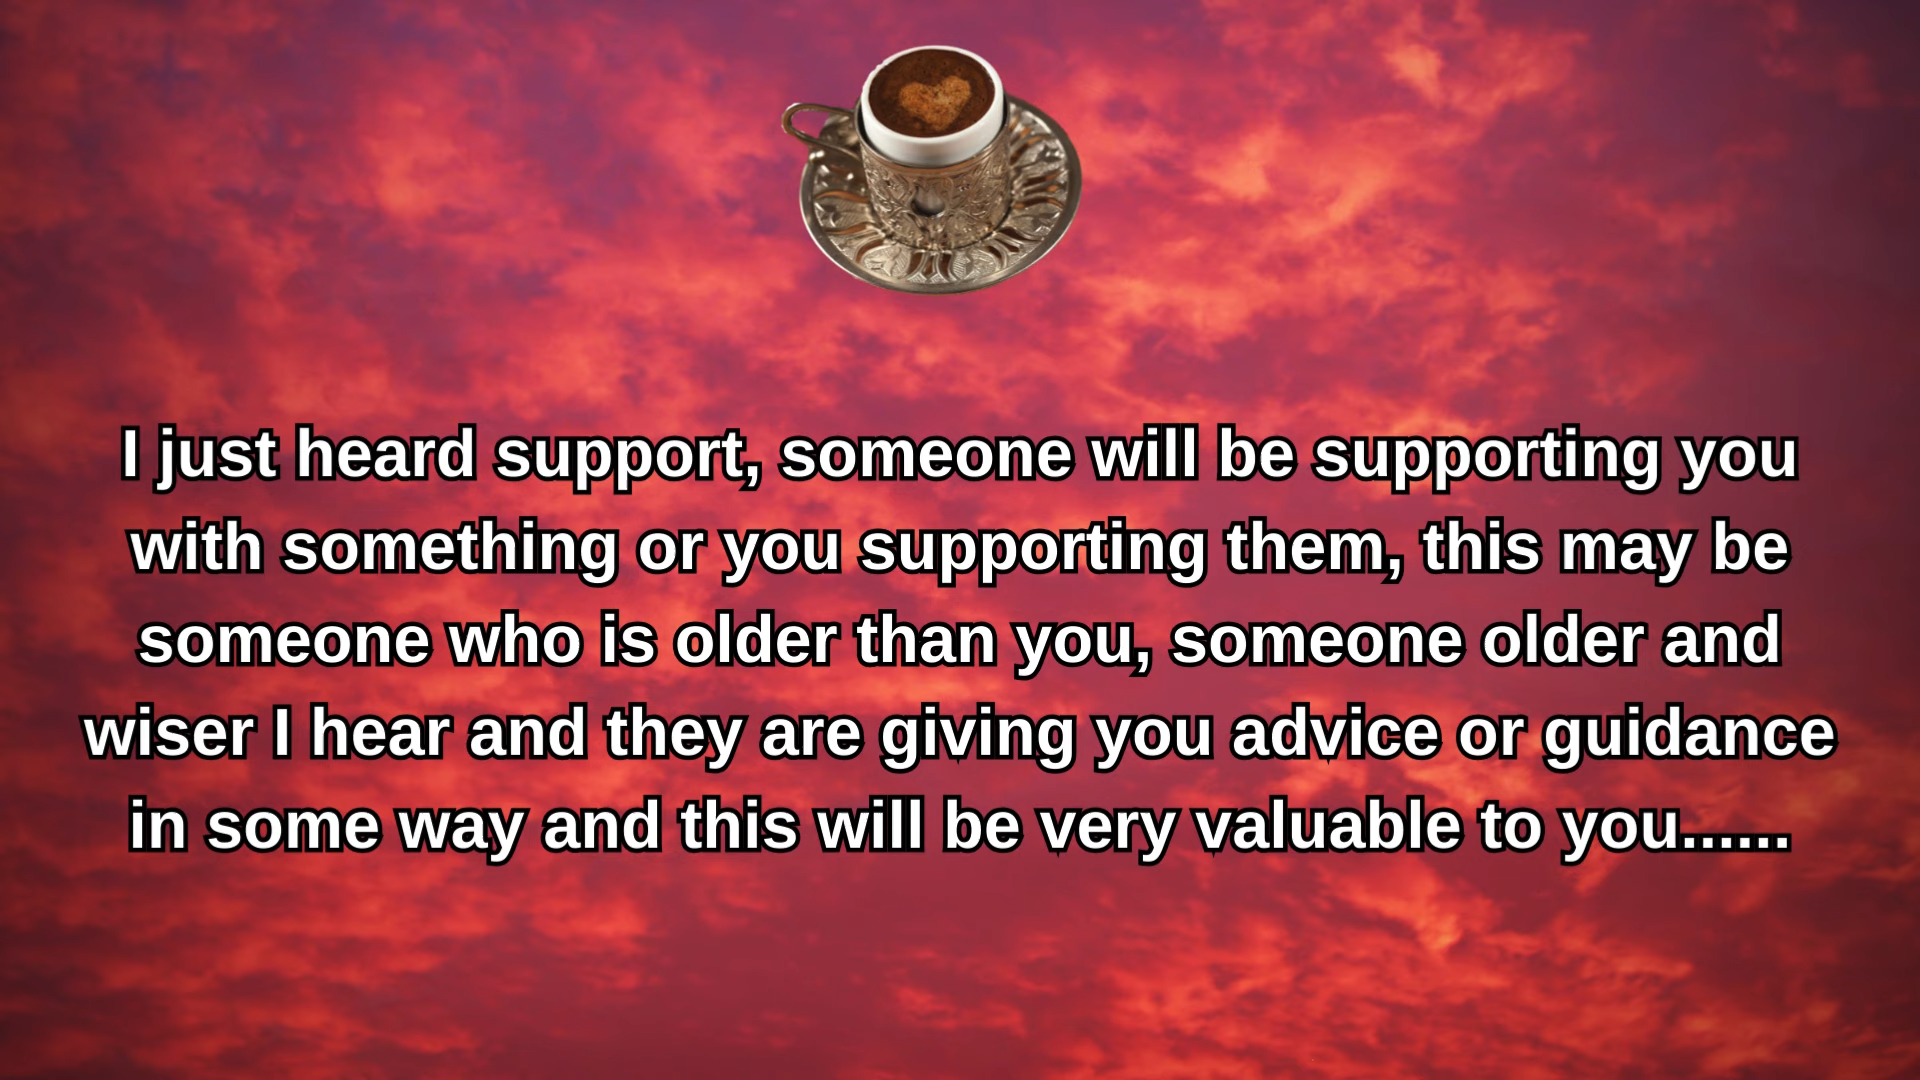 I just heard support, someone will be supporting you
with something or you supporting them, this may be
someone who is older than you, someone older and
wiser I hear and they are giving you advice or guidance
in some way and this will be very valuable to you......